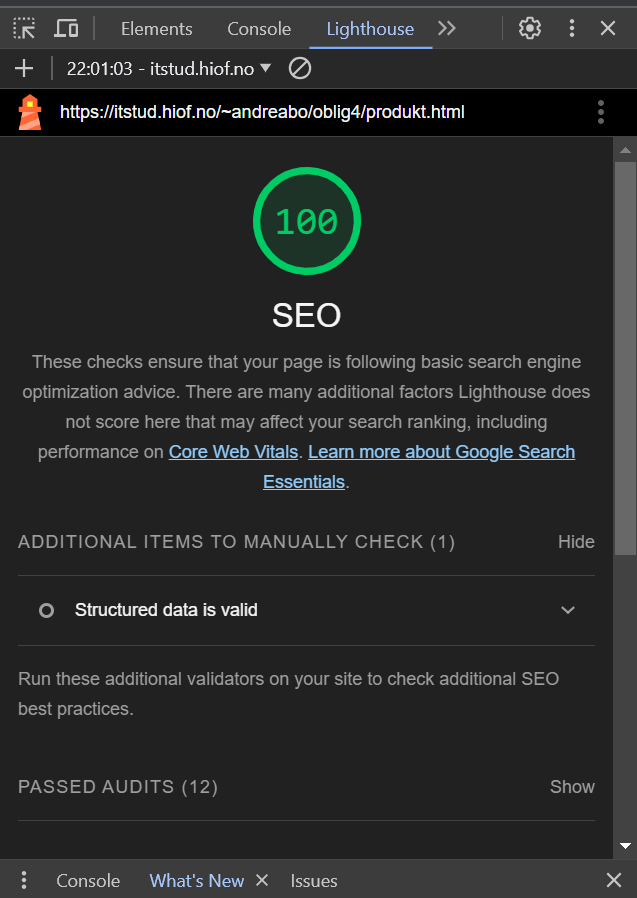 Elements Console Lighthouse
22:01:03 - itstud.hiof.no
https://itstud.hiof.no/~andreabo/oblig4/produkt.html
100
SEO
These checks ensure that your page is following basic search engine
optimization advice. There are many additional factors Lighthouse does
not score here that may affect your search ranking, including
performance on Core Web Vitals. Learn more about Google Search
Essentials.
ADDITIONAL ITEMS TO MANUALLY CHECK (1) Hide
Structured data is valid
Run these additional validators on your site to check additional SEO
best practices.
PASSED AUDITS (12) Show
Console What's New Issues